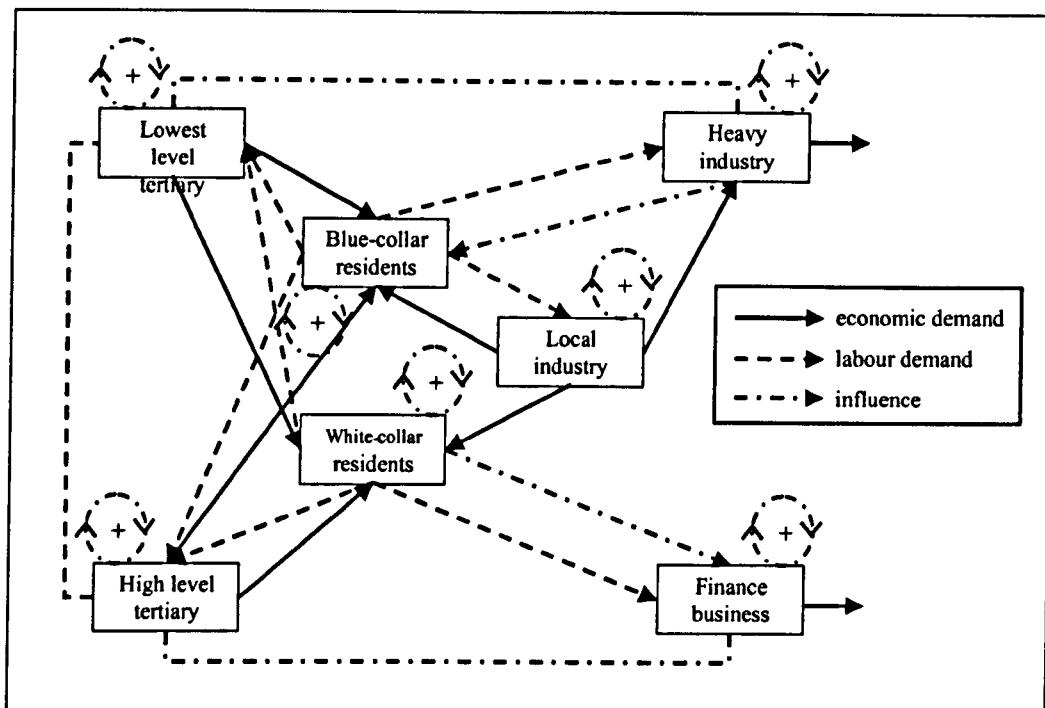 +
+
Lowest
level
tertiary
Heavy
industry
Blue-collar
residents
+
+
Local
industry
economic demand
labour demand
influence
+
White-collar
residents
+
+
High level
tertiary
Finance
business